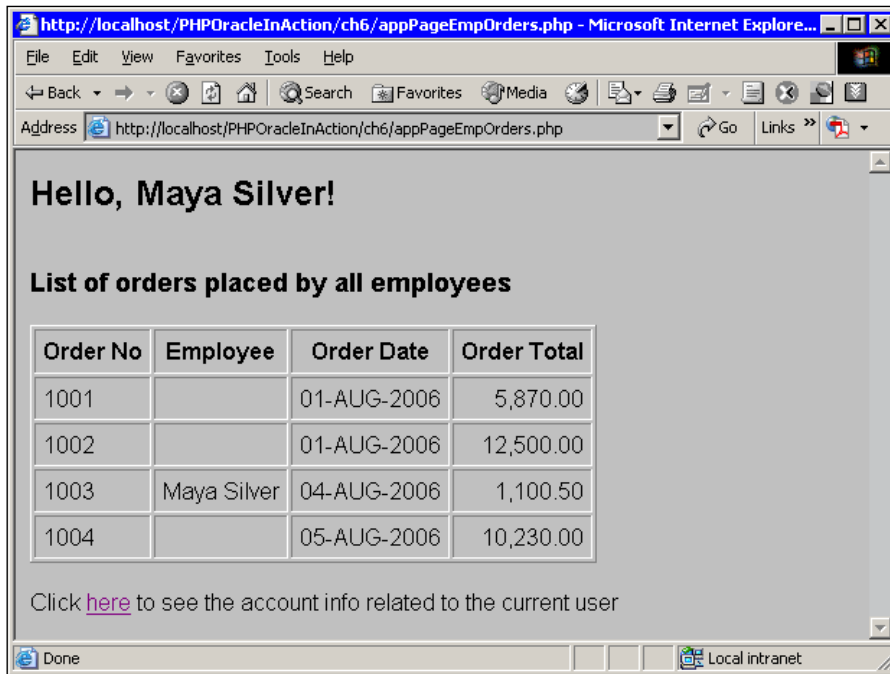 http://localhost/PHPOracleInAction/ch6/appPageEmpOrders.php - Microsoft Internet Explore...
File Edit View Favorites Tools Help
Back Search Favorites Media
Address http://localhost/PHPOracleInAction/ch6/appPageEmpOrders.php Go Links »
Hello, Maya Silver!
List of orders placed by all employees
Order No Employee Order Date Order Total
1001 01-AUG-2006 5,870.00
1002 01-AUG-2006 12,500.00
1003 Maya Silver 04-AUG-2006 1,100.50
1004 05-AUG-2006 10,230.00
Click here to see the account info related to the current user
Done Local intranet